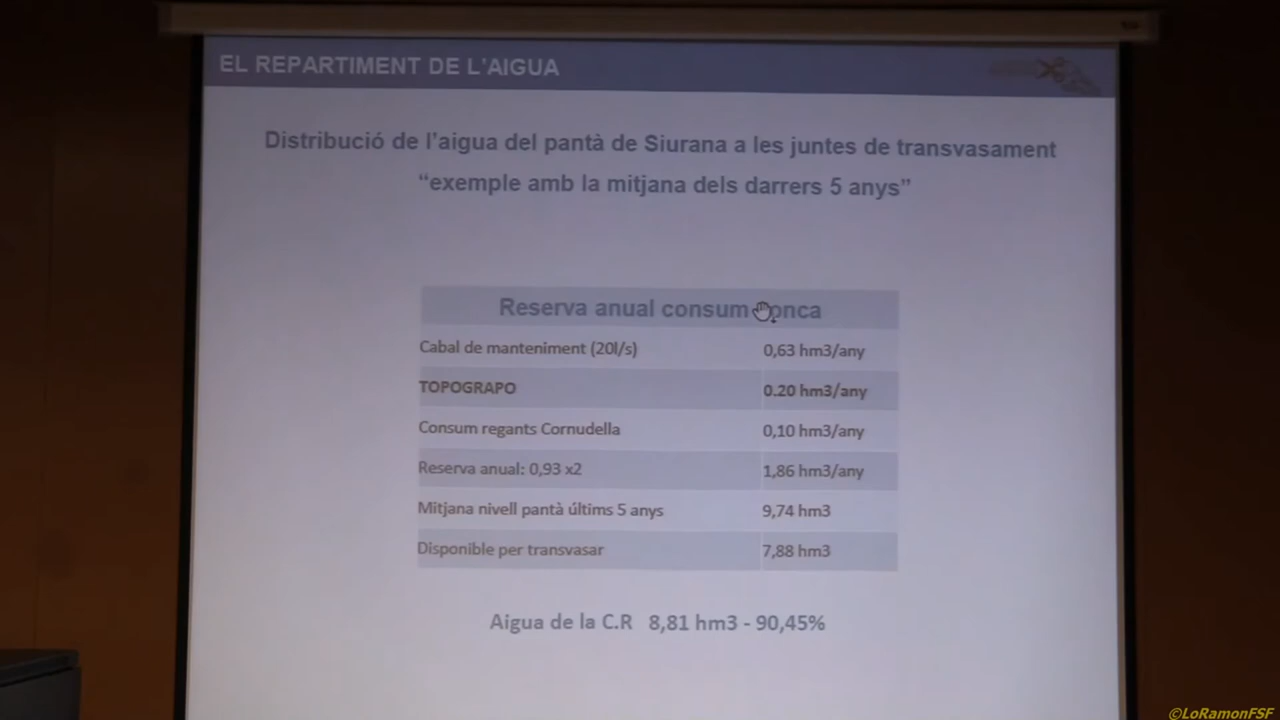 EL REPARTIMENT DE L'AIGUA
Distribució de l'aigua del pantà de Siurana a les juntes de transvasament
“exemple amb la mitjana dels darrers 5 anys”
Reserva anual consum onca
Cabal de manteniment (20l/s) 0,63 hm3/any
TOPOGRAPO 0.20 hm3/any
Consum regants Cornudella 0,10 hm3/any
Reserva anual: 0,93 x2 1,86 hm3/any
Mitjana nivell pantà últims 5 anys 9,74 hm3
Disponible per transvasar 7,88 hm3
Aigua de la C.R 8,81 hm3 - 90,45%
©LoRamonFSF